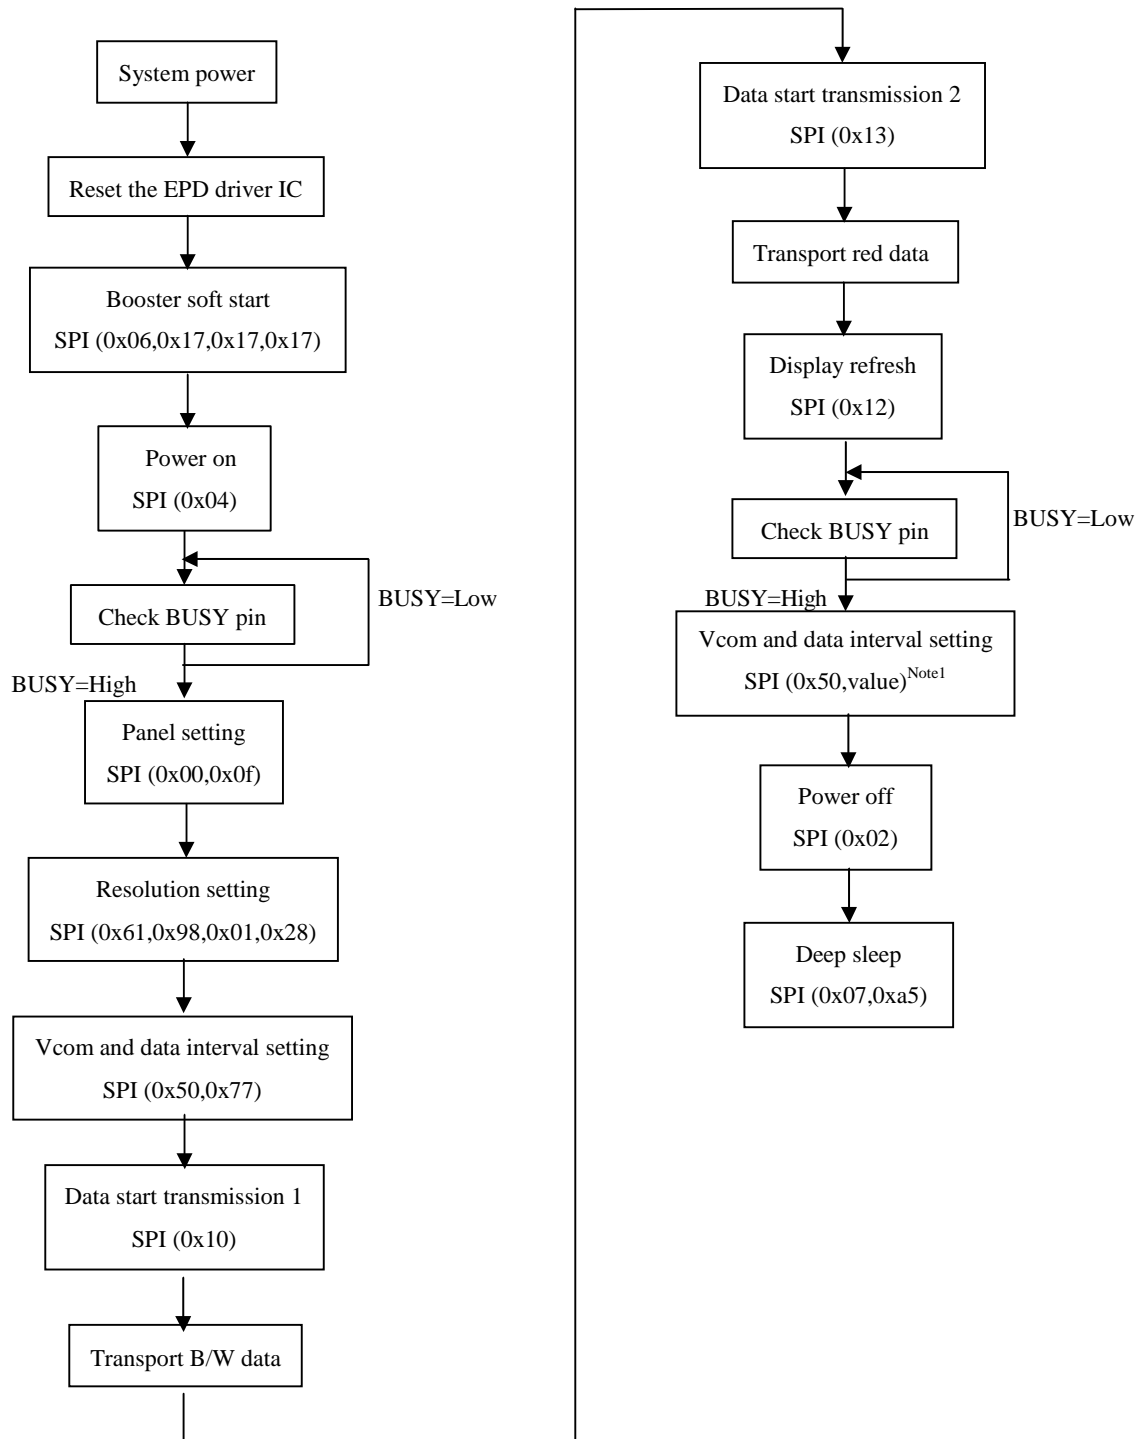 System power
Reset the EPD driver IC
Booster soft start
SPI (0x06,0x17,0x17,0x17)
Power on
SPI (0x04)
Check BUSY pin
BUSY=Low
BUSY=High
Panel setting
SPI (0x00,0x0f)
Resolution setting
SPI (0x61,0x98,0x01,0x28)
Vcom and data interval setting
SPI (0x50,0x77)
Data start transmission 1
SPI (0x10)
Transport B/W data
Data start transmission 2
SPI (0x13)
Transport red data
Display refresh
SPI (0x12)
Check BUSY pin
BUSY=Low
BUSY=High
Vcom and data interval setting
SPI (0x50,value)Note1
Power off
SPI (0x02)
Deep sleep
SPI (0x07,0xa5)